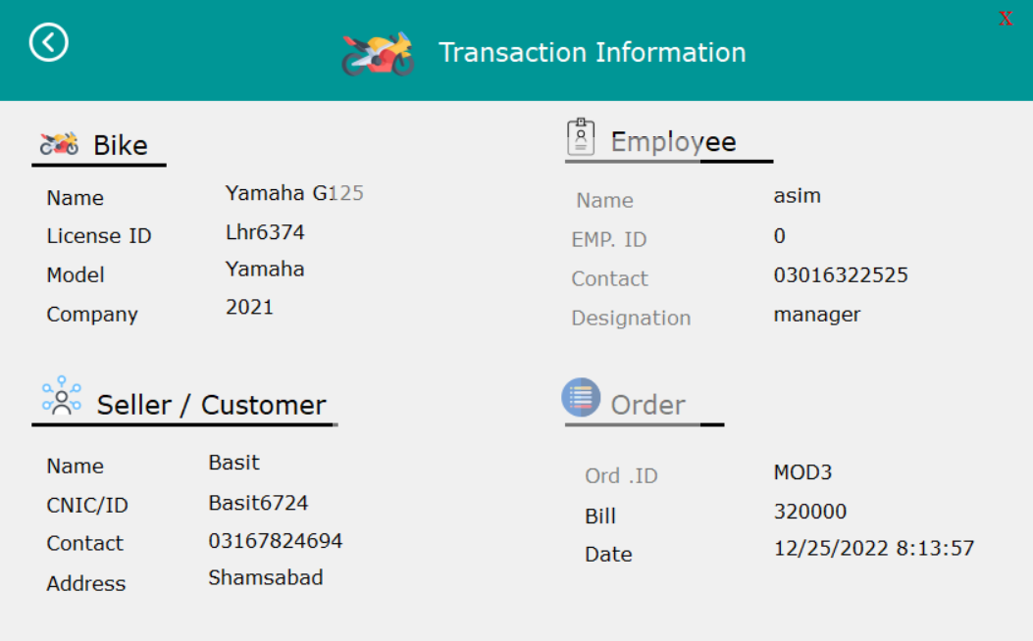 X
Transaction Information
Bike
Name Yamaha G125
License ID Lhr6374
Model Yamaha
Company 2021
Employee
Name asim
EMP. ID 0
Contact 03016322525
Designation manager
Seller / Customer
Name Basit
CNIC/ID Basit6724
Contact 03167824694
Address Shamsabad
Order
Ord .ID MOD3
Bill 320000
Date 12/25/2022 8:13:57